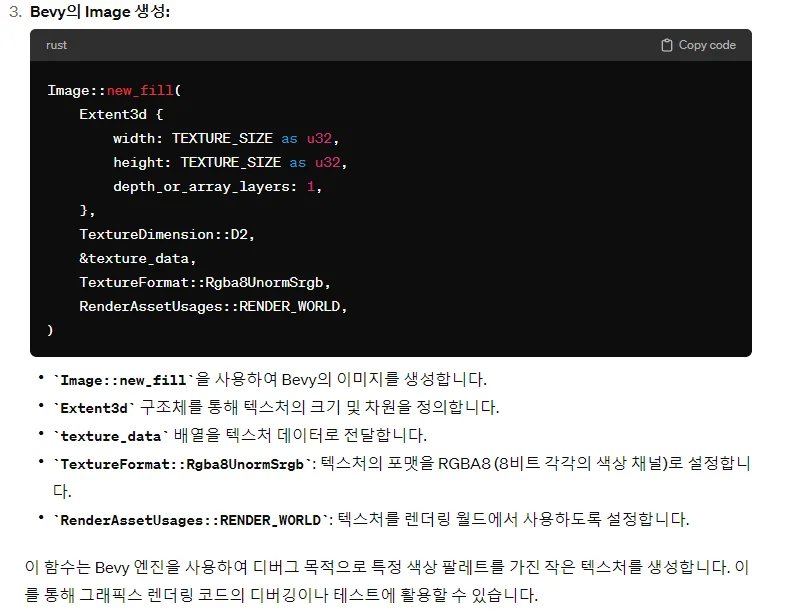 3. Bevy의 Image 생성:
rust
Copy code
Image::new_fill(
    Extent3d {
        width: TEXTURE_SIZE as u32,
        height: TEXTURE_SIZE as u32,
        depth_or_array_layers: 1,
    },
    TextureDimension::D2,
    &texture_data,
    TextureFormat::Rgba8UnormSrgb,
    RenderAssetUsages::RENDER_WORLD,
)
• `Image::new_fill`을 사용하여 Bevy의 이미지를 생성합니다.
• `Extent3d` 구조체를 통해 텍스처의 크기 및 차원을 정의합니다.
• `texture_data` 배열을 텍스처 데이터로 전달합니다.
• `TextureFormat::Rgba8UnormSrgb`: 텍스처의 포맷을 RGBA8 (8비트 각각의 색상 채널)로 설정합니
다.
• `RenderAssetUsages::RENDER_WORLD`: 텍스처를 렌더링 월드에서 사용하도록 설정합니다.
이 함수는 Bevy 엔진을 사용하여 디버그 목적으로 특정 색상 팔레트를 가진 작은 텍스처를 생성합니다. 이
를 통해 그래픽스 렌더링 코드의 디버깅이나 테스트에 활용할 수 있습니다.